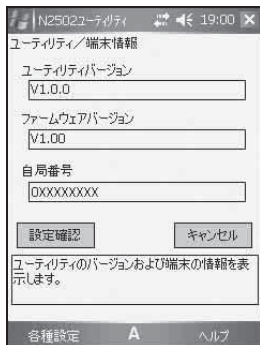 N2502ユーティリティ 19:00
ユーティリティ／端末情報
ユーティリティバージョン
V1.0.0
ファームウェアバージョン
V1.00
自局番号
0XXXXXXXX
設定確認 キャンセル
ユーティリティのバージョンおよび端末の情報を表
示します。
各種設定 A ヘルプ